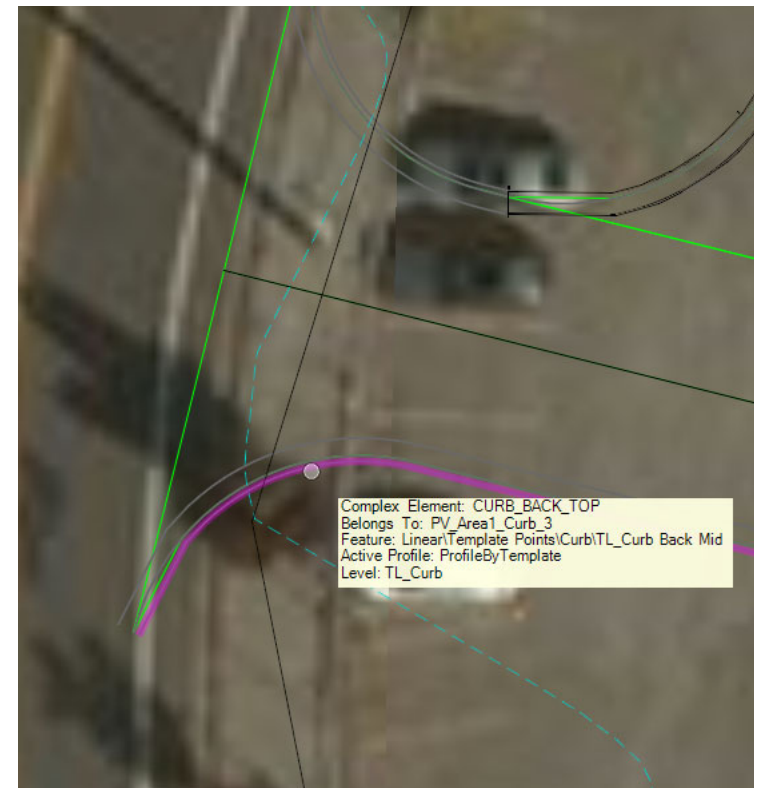 Complex Element: CURB_BACK_TOP
Belongs To: PV_Area1_Curb_3
Feature: Linear\Template Points\Curb\TL_Curb Back Mid
Active Profile: ProfileByTemplate
Level: TL_Curb